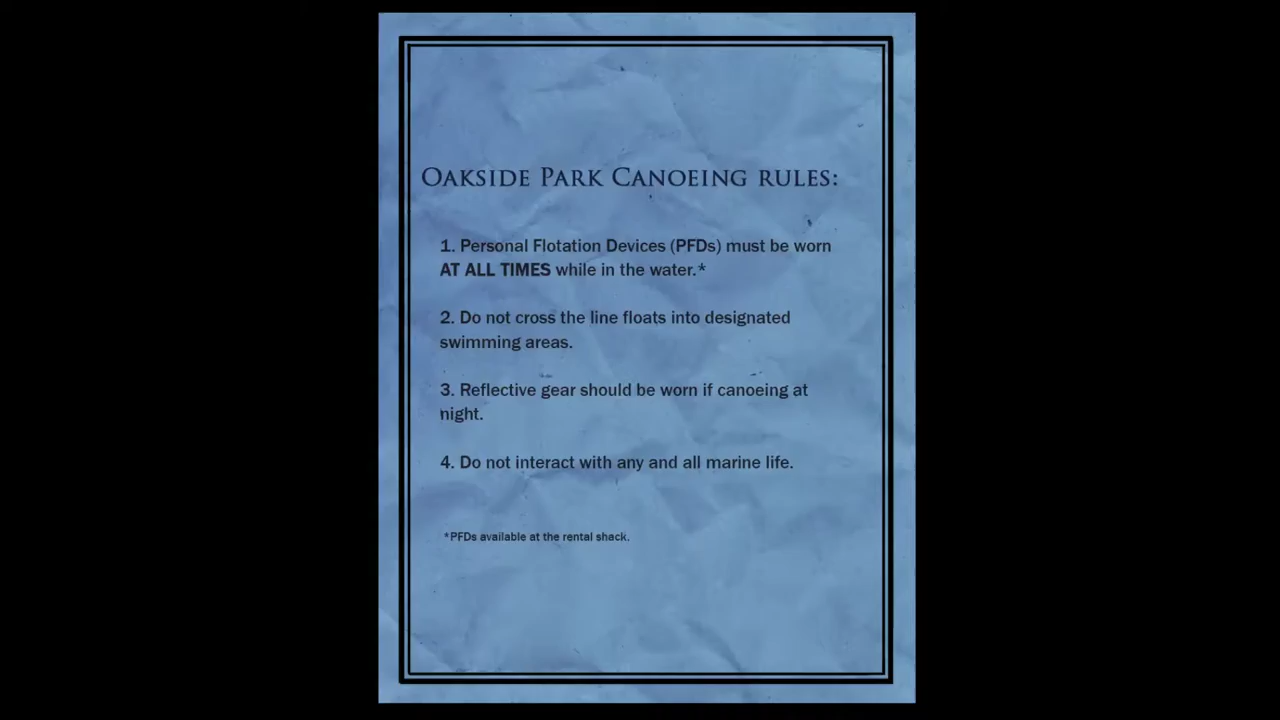 Oakside Park Canoeing rules:
1. Personal Flotation Devices (PFDs) must be worn
AT ALL TIMES while in the water.*
2. Do not cross the line floats into designated
swimming areas.
3. Reflective gear should be worn if canoeing at
night.
4. Do not interact with any and all marine life.
*PFDs available at the rental shack.